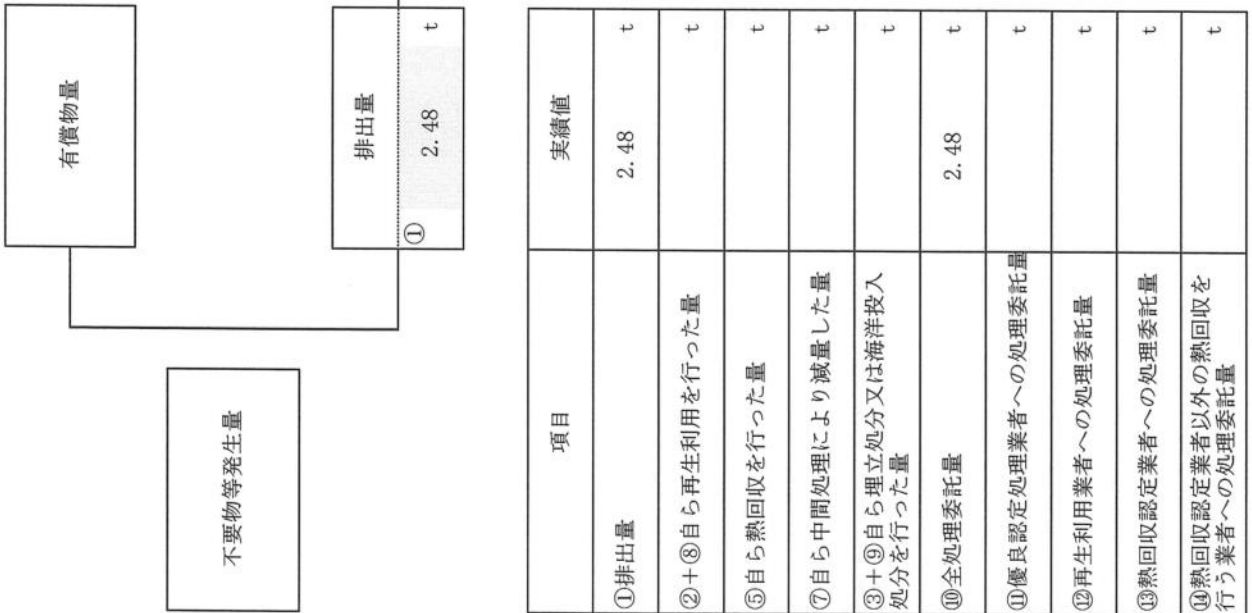 不要物等発生量
有償物量
排出量
① 2.48 t
項目 実績値
①排出量 2.48 t
②+⑧自ら再生利用を行った量 t
⑤自ら熱回収を行った量 t
⑦自ら中間処理により減量した量 t
③+⑨自ら埋立処分又は海洋投入
処分を行った量 t
⑩全処理委託量 2.48 t
⑪優良認定処理業者への処理委託量 t
⑫再生利用業者への処理委託量 t
⑬熱回収認定業者への処理委託量 t
⑭熱回収認定業者以外の熱回収を
行う業者への処理委託量 t